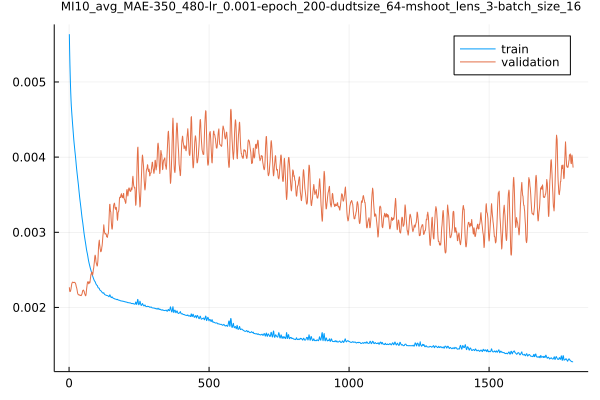 MI10_avg_MAE-350_480-lr_0.001-epoch_200-dudtsize_64-mshoot_lens_3-batch_size_16
train
validation
0.005
0.004
0.003
0.002
0 500 1000 1500